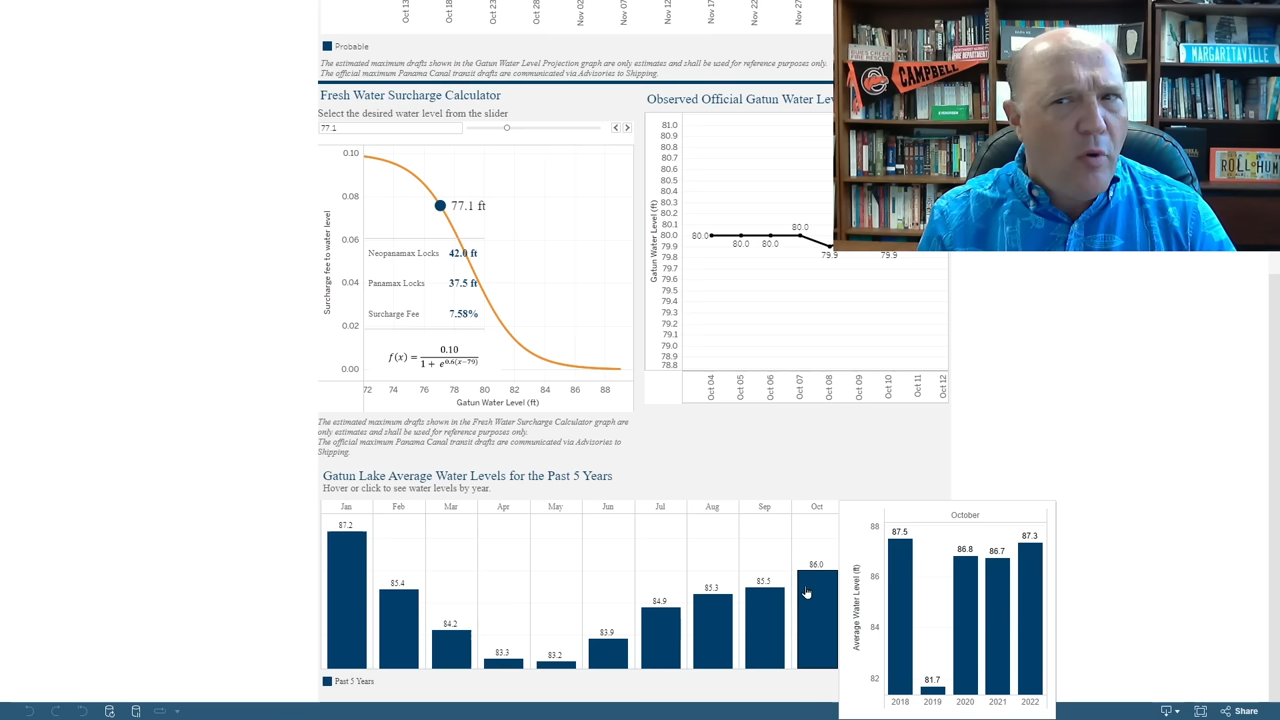 Oct 13
Oct 18
Oct 23
Oct 28
Nov 02
Nov 07
Nov 12
Nov 17
Nov 22
Nov 27
Probable
The estimated maximum drafts shown in the Gatun Water Level Projection graph are only estimates and shall be used for reference purposes only.
The official maximum Panama Canal transit drafts are communicated via Advisories to Shipping.
MARGARITAVILLE
CAMPBELL
FIRE DEPARTMENT
ROLL HUM
Fresh Water Surcharge Calculator
Select the desired water level from the slider
77.1
0.10
0.08
0.06
0.04
0.02
0.00
Surcharge fee to water level
77.1 ft
Neopanamax Locks 42.0 ft
Panamax Locks 37.5 ft
Surcharge Fee 7.58%
f(x) = 0.10 / 1 + e^0.6(x−79)
72 74 76 78 80 82 84 86 88
Gatun Water Level (ft)
The estimated maximum drafts shown in the Fresh Water Surcharge Calculator graph are
only estimates and shall be used for reference purposes only.
The official maximum Panama Canal transit drafts are communicated via Advisories to
Shipping.
Observed Official Gatun Water Lev
81.0
80.9
80.8
80.7
80.6
80.5
80.4
80.3
80.2
80.1
80.0
79.9
79.8
79.7
79.6
79.5
79.4
79.3
79.2
79.1
79.0
78.9
78.8
Gatun Water Level (ft)
80.0 80.0 80.0 80.0 79.9 79.9
Oct 04
Oct 05
Oct 06
Oct 07
Oct 08
Oct 09
Oct 10
Oct 11
Oct 12
Gatun Lake Average Water Levels for the Past 5 Years
Hover or click to see water levels by year.
Jan Feb Mar Apr May Jun Jul Aug Sep Oct
87.2 85.4 84.2 83.3 83.2 83.9 84.9 85.3 85.5 86.0
Past 5 Years
October
88
86
84
82
Average Water Level (ft)
87.5 81.7 86.8 86.7 87.3
2018 2019 2020 2021 2022
Share